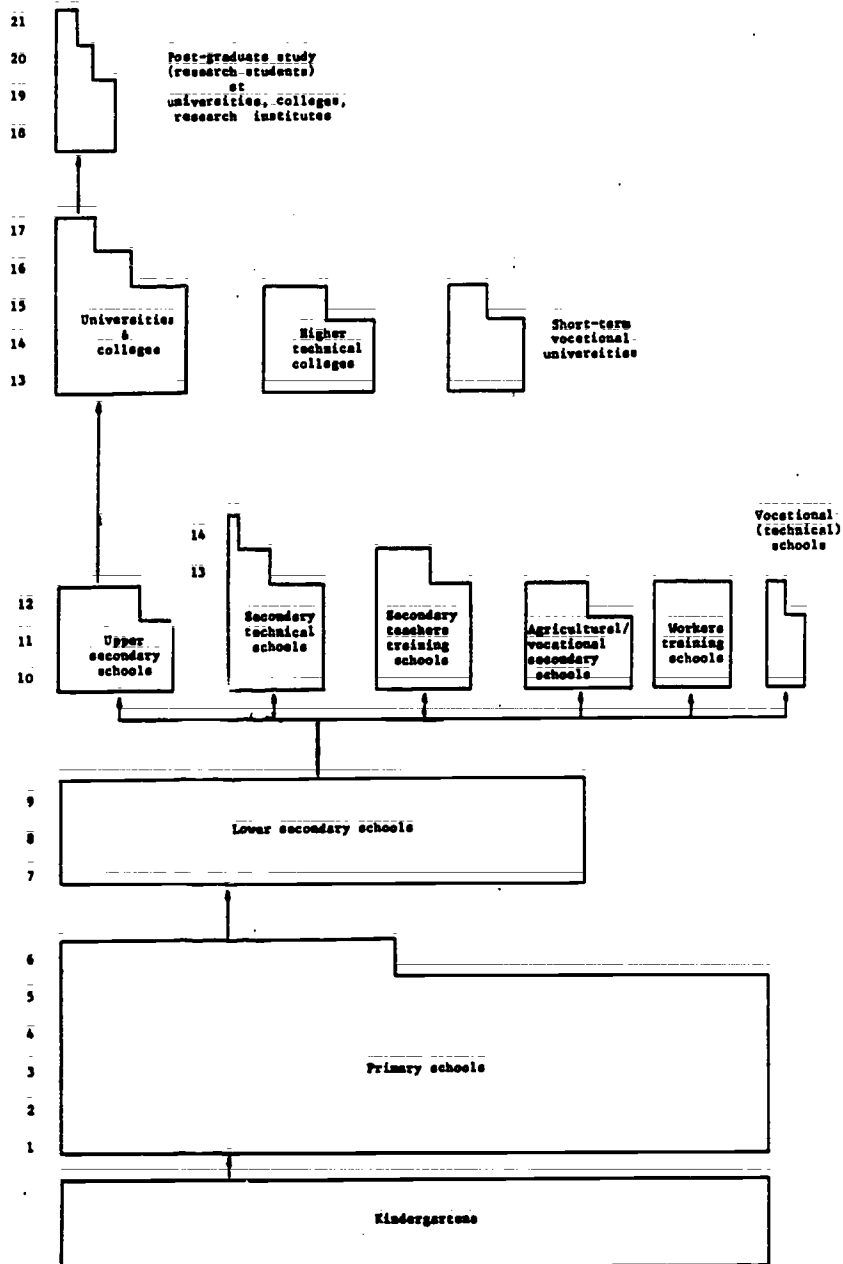 21
20
19
18
Post-graduate study
(research students)
at
universities, colleges,
research institutes
17
16
15
14
13
Universities
&
colleges
Higher
technical
colleges
Short-term
vocational
universities
14
13
Vocational
(technical)
schools
12
11
10
Upper
secondary
schools
Secondary
technical
schools
Secondary
teachers
training
schools
Agricultural/
vocational
secondary
schools
Workers
training
schools
9
8
7
Lower secondary schools
6
5
4
3
2
1
Primary schools
Kindergartens